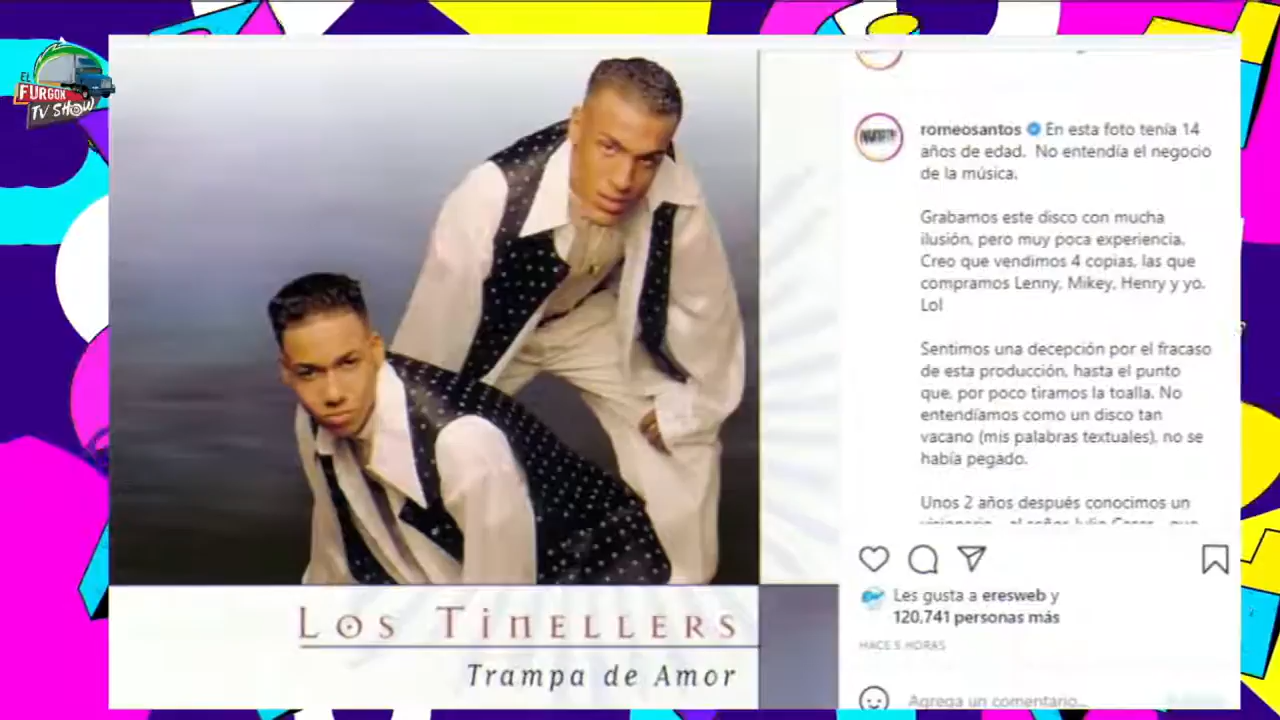 EL
FURGON
TV SHOW
romeosantos En esta foto tenía 14
años de edad. No entendía el negocio
de la música.
Grabamos este disco con mucha
ilusión, pero muy poca experiencia.
Creo que vendimos 4 copias, las que
compramos Lenny, Mikey, Henry y yo.
Lol
Sentimos una decepción por el fracaso
de esta producción, hasta el punto
que, por poco tiramos la toalla. No
entendíamos como un disco tan
vacano (mis palabras textuales), no se
había pegado.
Unos 2 años después conocimos un
Les gusta a eresweb y
120,741 personas más
HACE 5 HORAS
Agrega un comentario...
Los Tinellers
Trampa de Amor